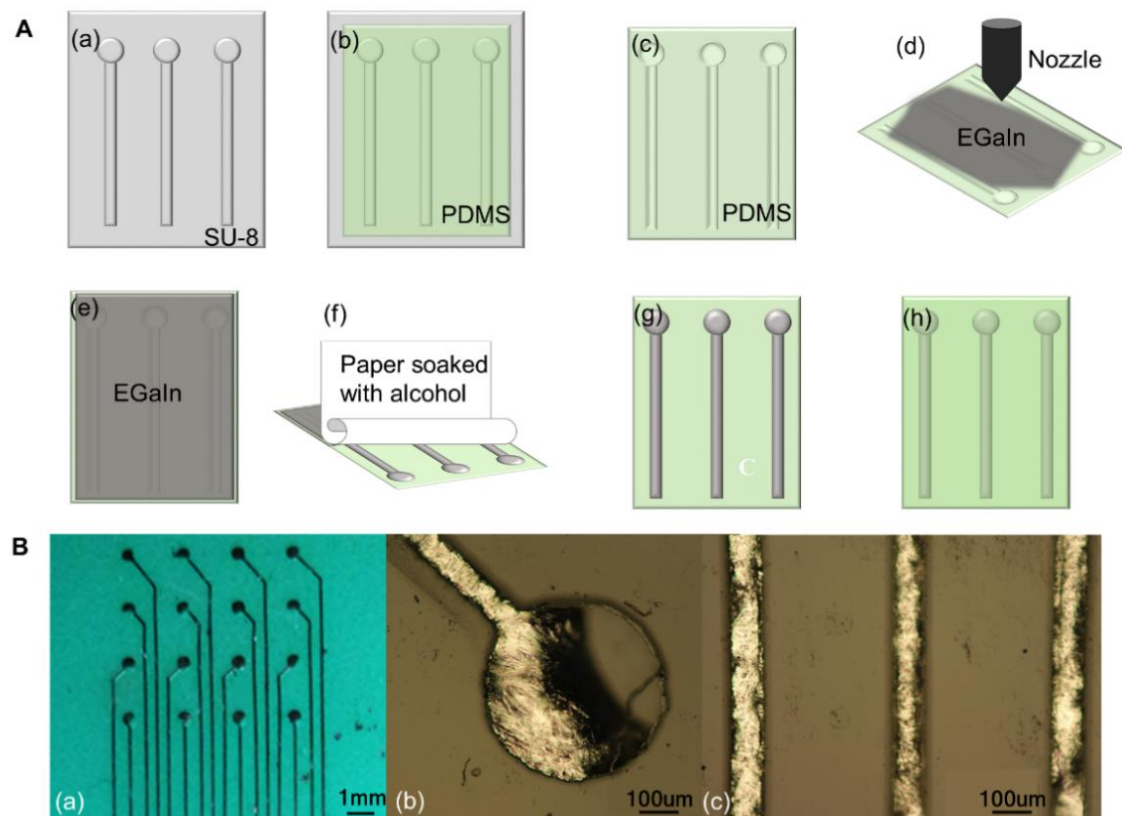 A
(a)
SU-8
(b)
PDMS
(c)
PDMS
(d)
Nozzle
EGaIn
(e)
EGaIn
(f)
Paper soaked
with alcohol
(g)
C
(h)
B
(a)
1mm
(b)
100um
(c)
100um